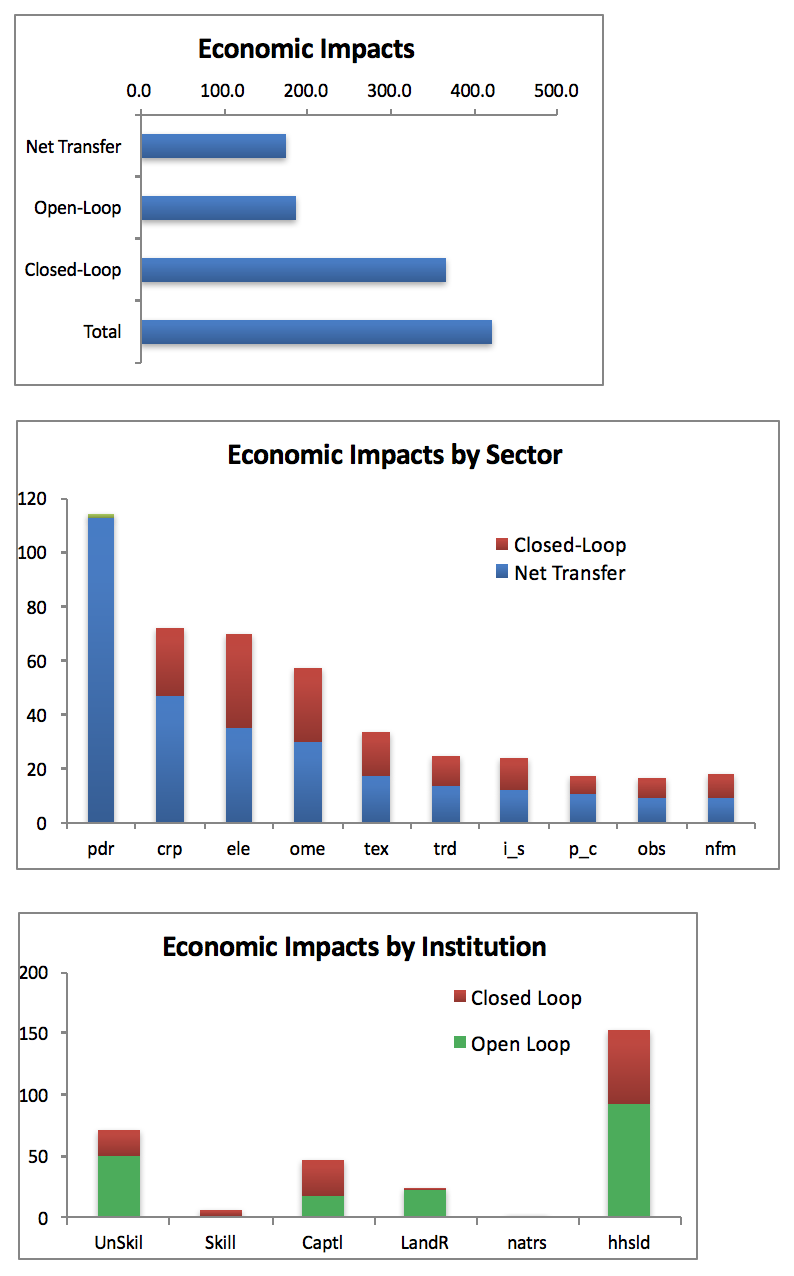 Economic Impacts
0.0 100.0 200.0 300.0 400.0 500.0
Net Transfer
Open-Loop
Closed-Loop
Total
Economic Impacts by Sector
120
100
80
60
40
20
0
Closed-Loop
Net Transfer
pdr crp ele ome tex trd i_s p_c obs nfm
Economic Impacts by Institution
200
150
100
50
0
Closed Loop
Open Loop
UnSkil Skill Captl LandR natrs hhsld